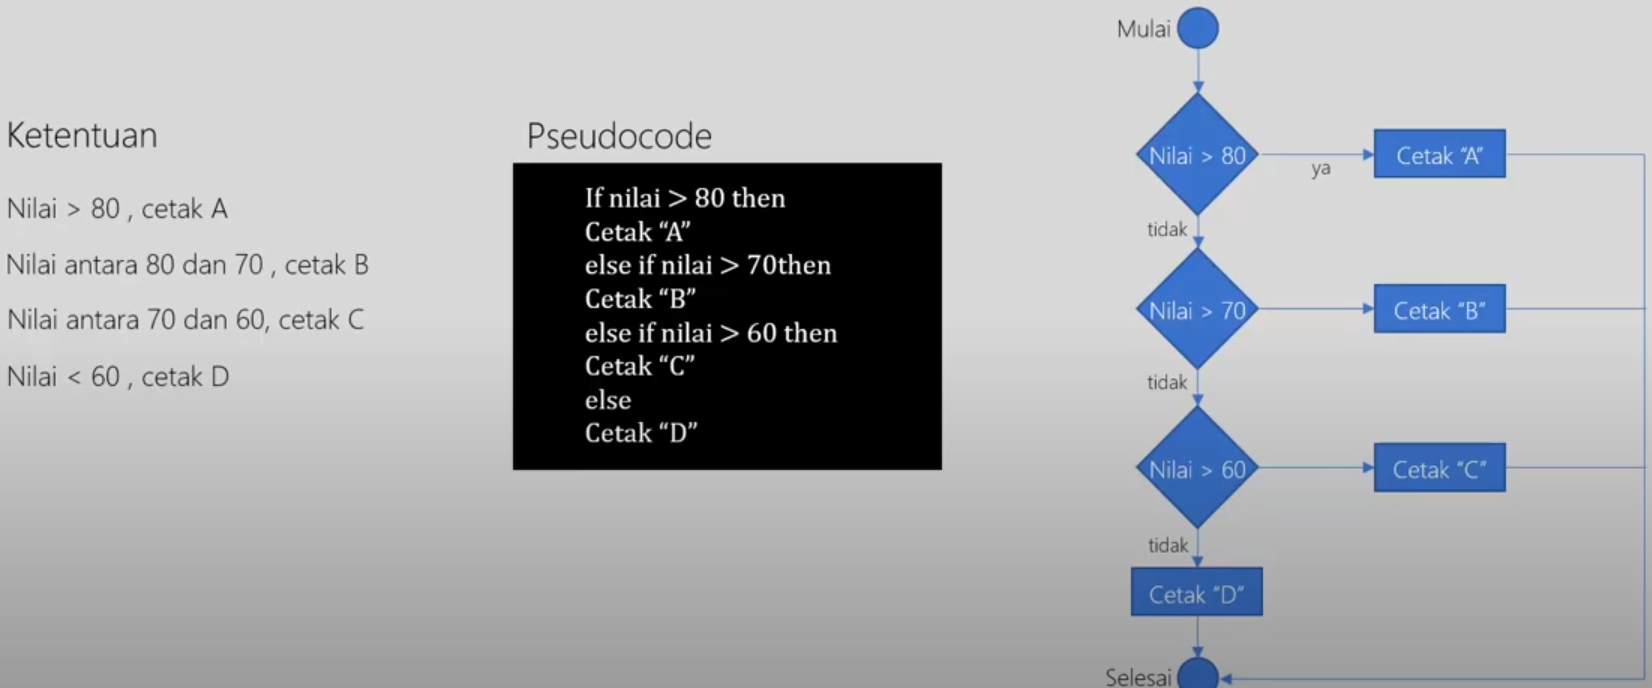 Ketentuan
Nilai > 80 , cetak A
Nilai antara 80 dan 70 , cetak B
Nilai antara 70 dan 60, cetak C
Nilai < 60 , cetak D
Pseudocode
If nilai > 80 then
Cetak “A”
else if nilai > 70then
Cetak “B”
else if nilai > 60 then
Cetak “C”
else
Cetak “D”
Mulai
Nilai > 80
ya
Cetak “A”
tidak
Nilai > 70
Cetak “B”
tidak
Nilai > 60
Cetak “C”
tidak
Cetak “D”
Selesai